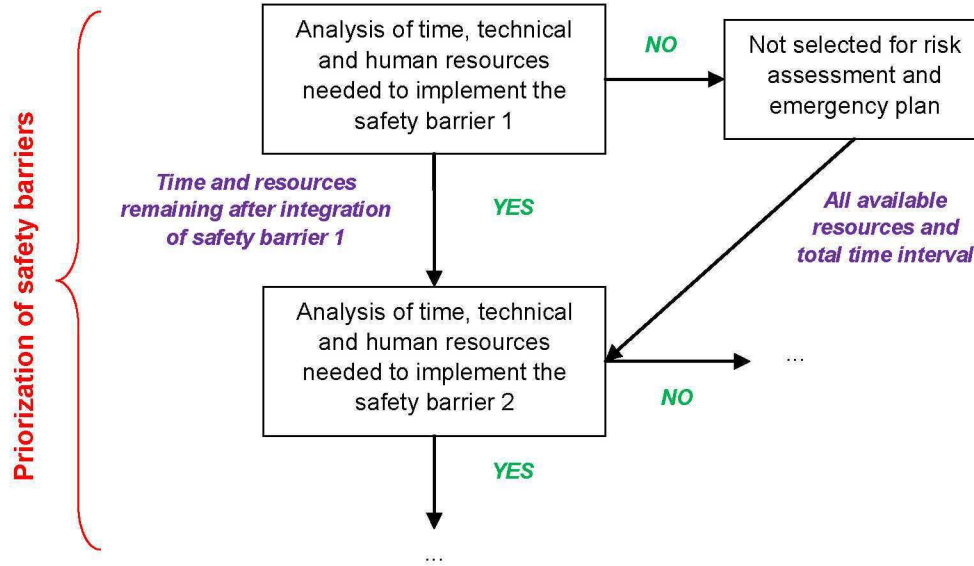 Priorization of safety barriers
Analysis of time, technical
and human resources
needed to implement the
safety barrier 1
NO
Not selected for risk
assessment and
emergency plan
Time and resources
remaining after integration
of safety barrier 1
YES
All available
resources and
total time interval
Analysis of time, technical
and human resources
needed to implement the
safety barrier 2
NO
...
YES
...